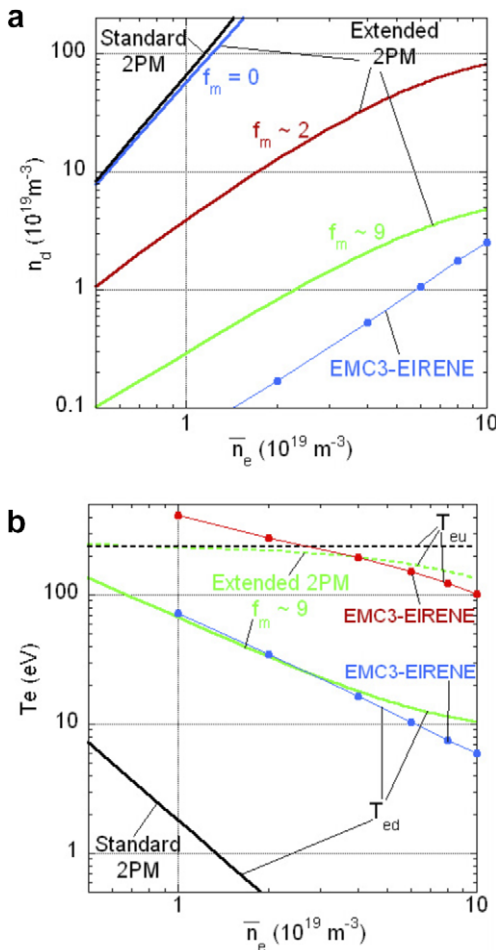 a
100
10
1
0.1
n_d (10^19 m^-3)
Standard
2PM
f_m = 0
Extended
2PM
f_m ~ 2
f_m ~ 9
EMC3-EIRENE
1
10
n̅_e (10^19 m^-3)
b
100
10
1
Te (eV)
T_eu
Extended 2PM
f_m ~ 9
EMC3-EIRENE
EMC3-EIRENE
T_ed
Standard
2PM
1
10
n̅_e (10^19 m^-3)